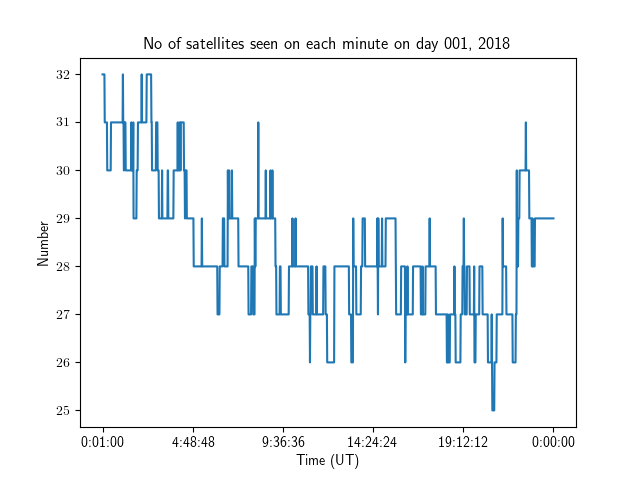 No of satellites seen on each minute on day 001, 2018
32
31
30
29
28
27
26
25
Number
0:01:00 4:48:48 9:36:36 14:24:24 19:12:12 0:00:00
Time (UT)